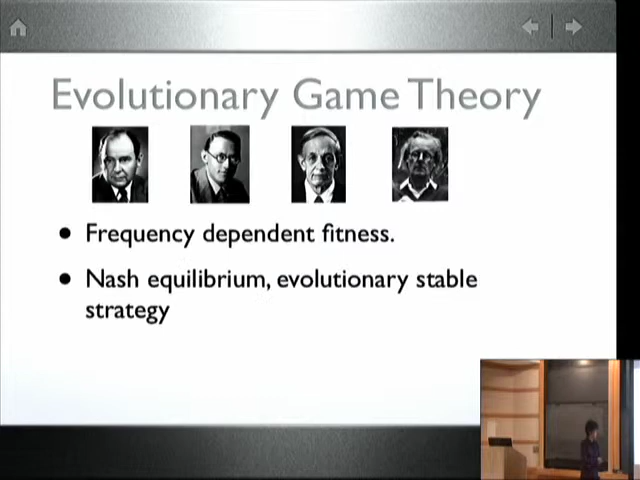 Evolutionary Game Theory
• Frequency dependent fitness.
• Nash equilibrium, evolutionary stable
strategy